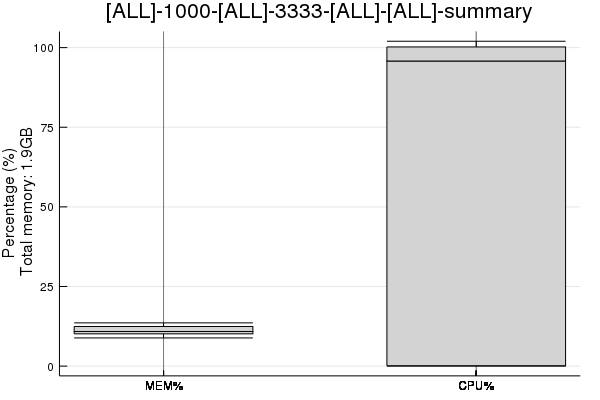 [ALL]-1000-[ALL]-3333-[ALL]-[ALL]-summary
Percentage (%)
Total memory: 1.9GB
100
75
50
25
0
MEM%
CPU%